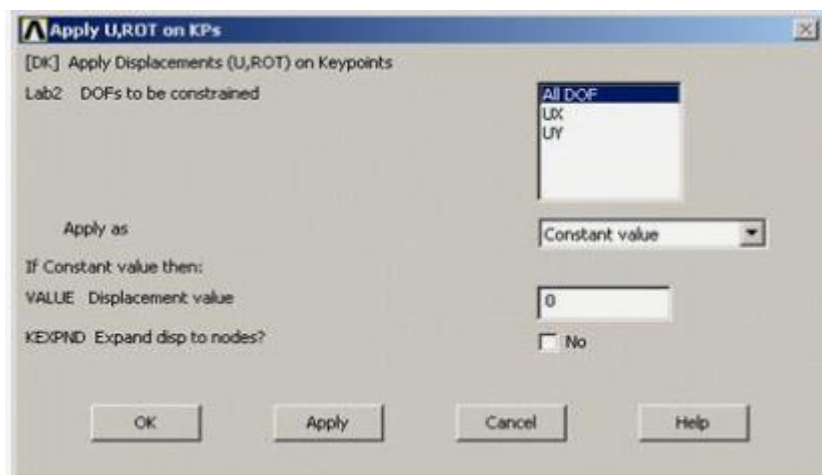 Apply U,ROT on KPs
[DK] Apply Displacements (U,ROT) on Keypoints
Lab2 DOFs to be constrained
All DOF
UX
UY
Apply as
Constant value
If Constant value then:
VALUE Displacement value
0
KEXPND Expand disp to nodes?
No
OK
Apply
Cancel
Help